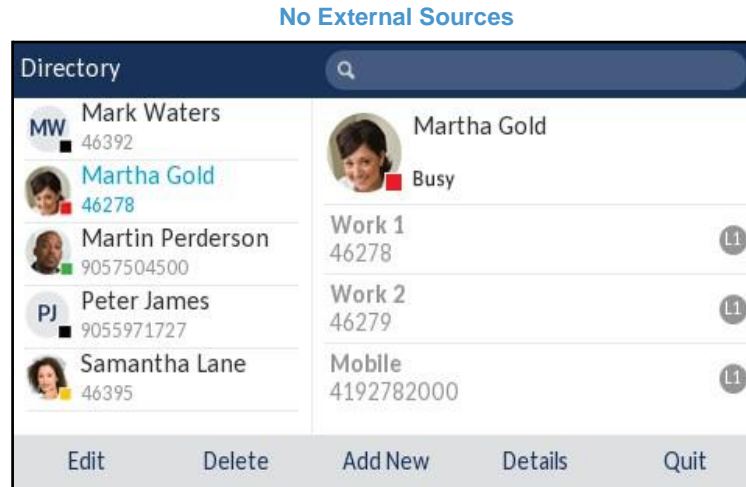 No External Sources
Directory
MW
Mark Waters
46392
Martha Gold
46278
Martin Perderson
9057504500
PJ
Peter James
9055971727
Samantha Lane
46395
Martha Gold
Busy
Work 1
46278
L1
Work 2
46279
L1
Mobile
4192782000
L1
Edit Delete Add New Details Quit